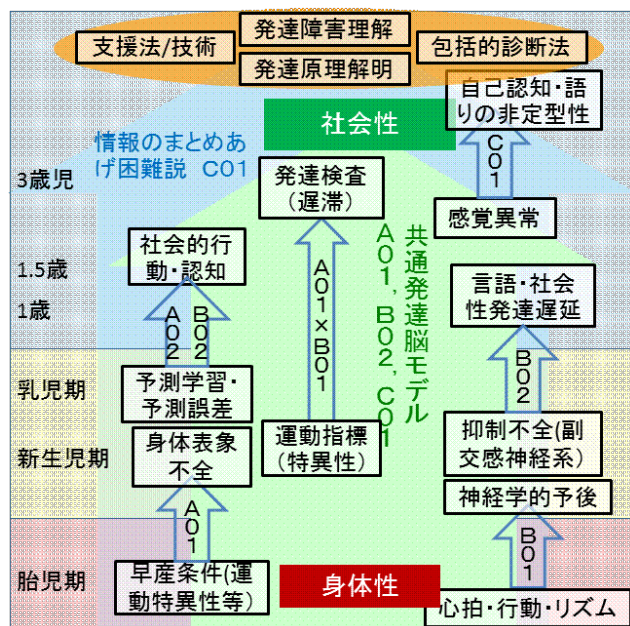 支援法/技術
発達障害理解
発達原理解明
包括的診断法
社会性
自己認知・語
りの非定型性
情報のまとめあ
げ困難説 C01
C01
3歳児
発達検査
(遅滞)
感覚異常
社会的行
動・認知
A01×B01
共通発達脳モデル
A01, B02, C01
1.5歳
1歳
言語・社会
性発達遅延
A02
B02
B02
乳児期
予測学習・
予測誤差
新生児期
身体表象
不全
運動指標
(特異性)
抑制不全(副
交感神経系)
神経学的予後
A01
B01
胎児期
早産条件(運
動特異性等)
身体性
心拍・行動・リズム